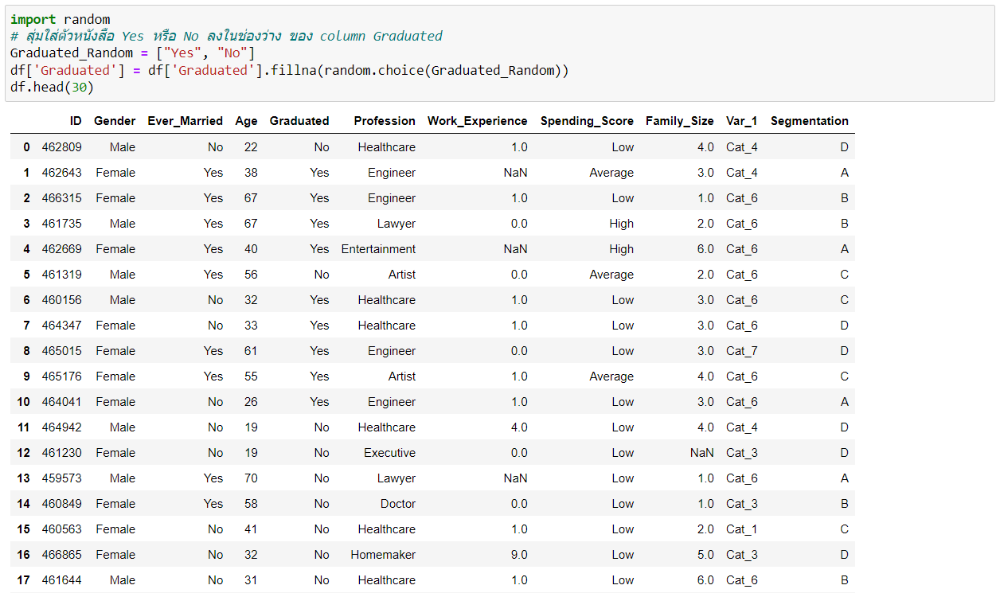 import random
# สุ่มใส่ตัวหนังสือ Yes หรือ No ลงในช่องว่าง ของ column Graduated
Graduated_Random = ["Yes", "No"]
df['Graduated'] = df['Graduated'].fillna(random.choice(Graduated_Random))
df.head(30)
ID Gender Ever_Married Age Graduated Profession Work_Experience Spending_Score Family_Size Var_1 Segmentation
0 462809 Male No 22 No Healthcare 1.0 Low 4.0 Cat_4 D
1 462643 Female Yes 38 Yes Engineer NaN Average 3.0 Cat_4 A
2 466315 Female Yes 67 Yes Engineer 1.0 Low 1.0 Cat_6 B
3 461735 Male Yes 67 Yes Lawyer 0.0 High 2.0 Cat_6 B
4 462669 Female Yes 40 Yes Entertainment NaN High 6.0 Cat_6 A
5 461319 Male Yes 56 No Artist 0.0 Average 2.0 Cat_6 C
6 460156 Male No 32 Yes Healthcare 1.0 Low 3.0 Cat_6 C
7 464347 Female No 33 Yes Healthcare 1.0 Low 3.0 Cat_6 D
8 465015 Female Yes 61 Yes Engineer 0.0 Low 3.0 Cat_7 D
9 465176 Female Yes 55 Yes Artist 1.0 Average 4.0 Cat_6 C
10 464041 Female No 26 Yes Engineer 1.0 Low 3.0 Cat_6 A
11 464942 Male No 19 No Healthcare 4.0 Low 4.0 Cat_4 D
12 461230 Female No 19 No Executive 0.0 Low NaN Cat_3 D
13 459573 Male Yes 70 No Lawyer NaN Low 1.0 Cat_6 A
14 460849 Female Yes 58 No Doctor 0.0 Low 1.0 Cat_3 B
15 460563 Female No 41 No Healthcare 1.0 Low 2.0 Cat_1 C
16 466865 Female No 32 No Homemaker 9.0 Low 5.0 Cat_3 D
17 461644 Male No 31 No Healthcare 1.0 Low 6.0 Cat_6 B